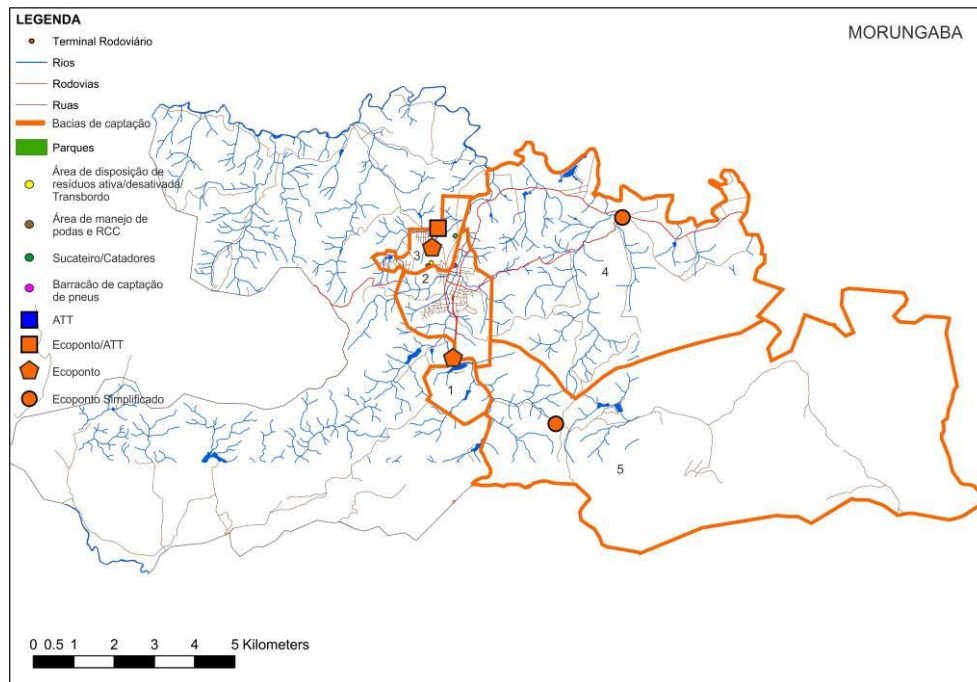 LEGENDA
MORUNGABA
Terminal Rodoviário
Rios
Rodovias
Ruas
Bacias de captação
Parques
Área de disposição de
resíduos ativa/desativada/
Transbordo
Área de manejo de
podas e RCC
Sucateiro/Catadores
Barracão de captação
de pneus
ATT
Ecoponto/ATT
Ecoponto
Ecoponto Simplificado
3
2
4
1
5
0 0.5 1 2 3 4 5 Kilometers